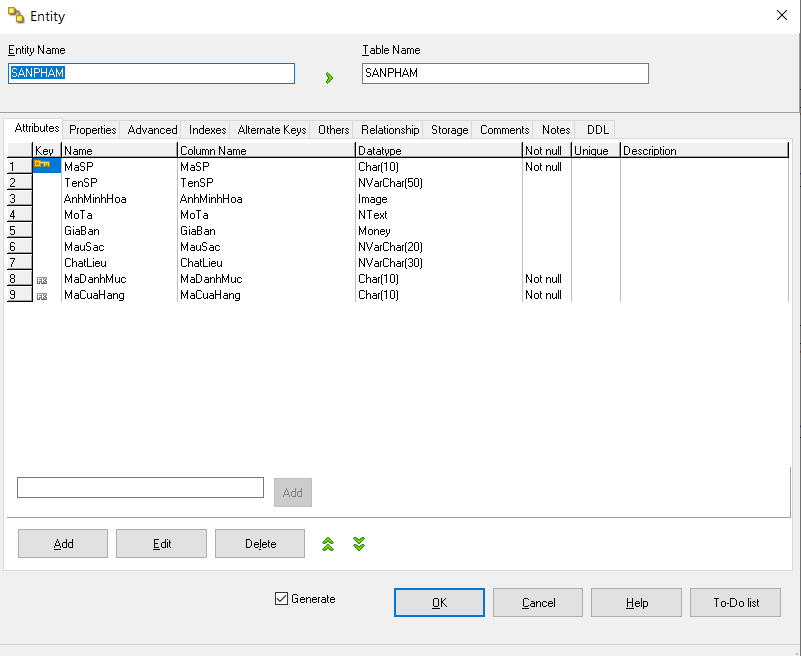 Entity
Entity Name
Table Name
SANPHAM
SANPHAM
Attributes Properties Advanced Indexes Alternate Keys Others Relationship Storage Comments Notes DDL
Key Name Column Name Datatype Not null Unique Description
1 MaSP MaSP Char(10) Not null
2 TenSP TenSP NVarChar(50)
3 AnhMinhHoa AnhMinhHoa Image
4 MoTa MoTa NText
5 GiaBan GiaBan Money
6 MauSac MauSac NVarChar(20)
7 ChatLieu ChatLieu NVarChar(30)
8 FK MaDanhMuc MaDanhMuc Char(10) Not null
9 FK MaCuaHang MaCuaHang Char(10) Not null
Add
Add Edit Delete
Generate OK Cancel Help To-Do list